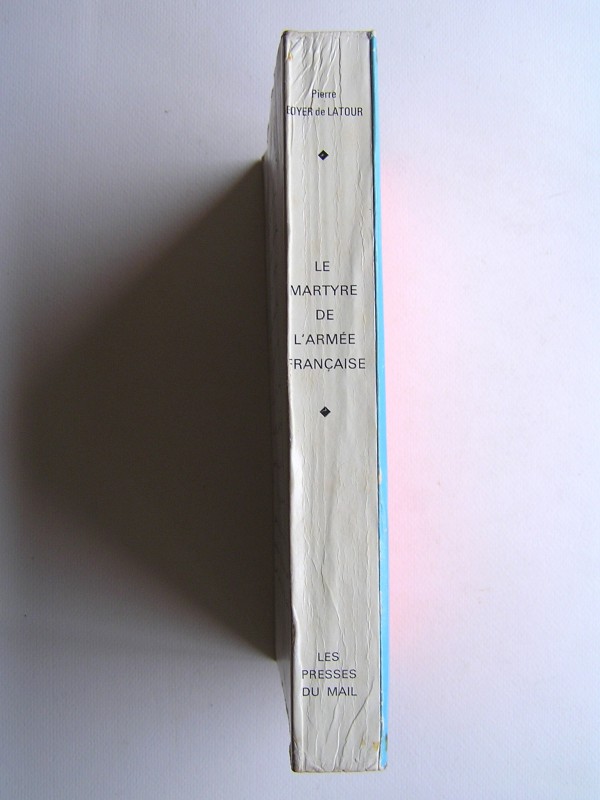 Pierre
BOYER de LATOUR
LE
MARTYRE
DE
L'ARMÉE
FRANÇAISE
LES
PRESSES
DU MAIL